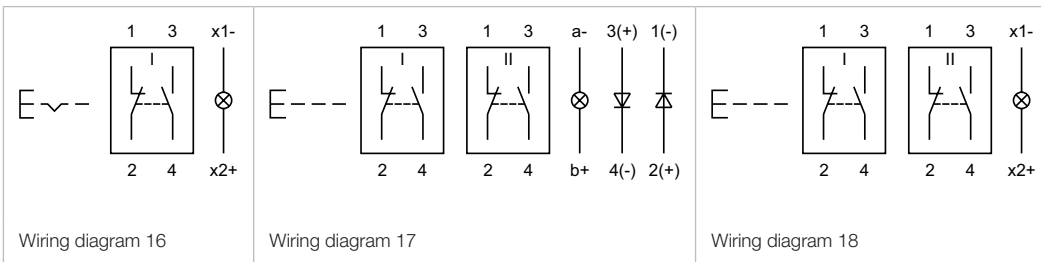 1 3 x1-
I
2 4 x2+
Wiring diagram 16
1 3 1 3 a- 3(+) 1(-)
I II
2 4 2 4 b+ 4(-) 2(+)
Wiring diagram 17
1 3 1 3 x1-
I II
2 4 2 4 x2+
Wiring diagram 18